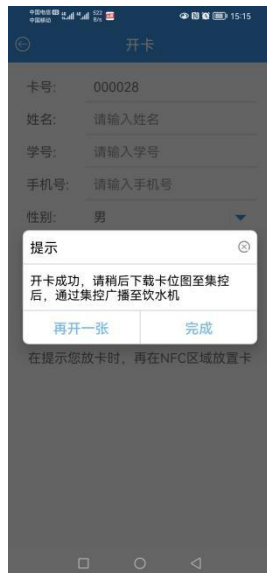 中国电信 HD 4G 4G 522 B/s 15:15
中国移动
开卡
卡号: 000028
姓名: 请输入姓名
学号: 请输入学号
手机号: 请输入手机号
性别: 男
提示
开卡成功，请稍后下载卡位图至集控
后，通过集控广播至饮水机
再开一张 完成
在提示您放卡时，再在NFC区域放置卡